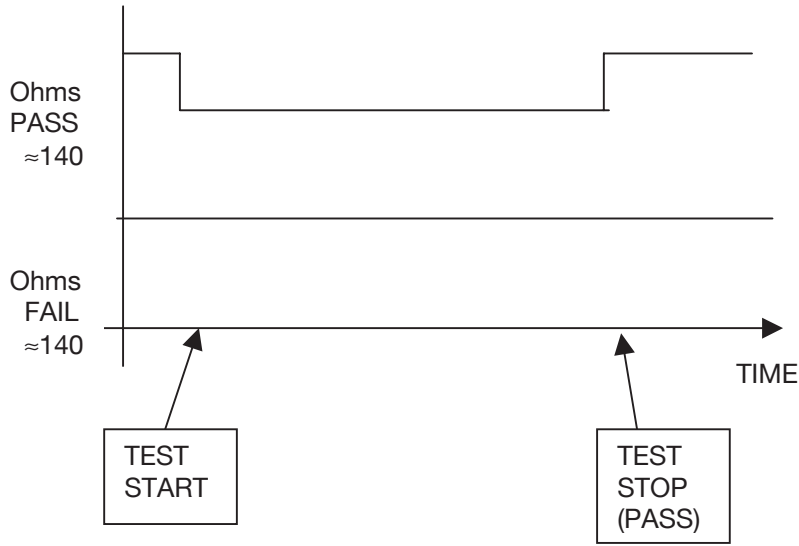 Ohms
PASS
≈140
Ohms
FAIL
≈140
TIME
TEST
START
TEST
STOP
(PASS)